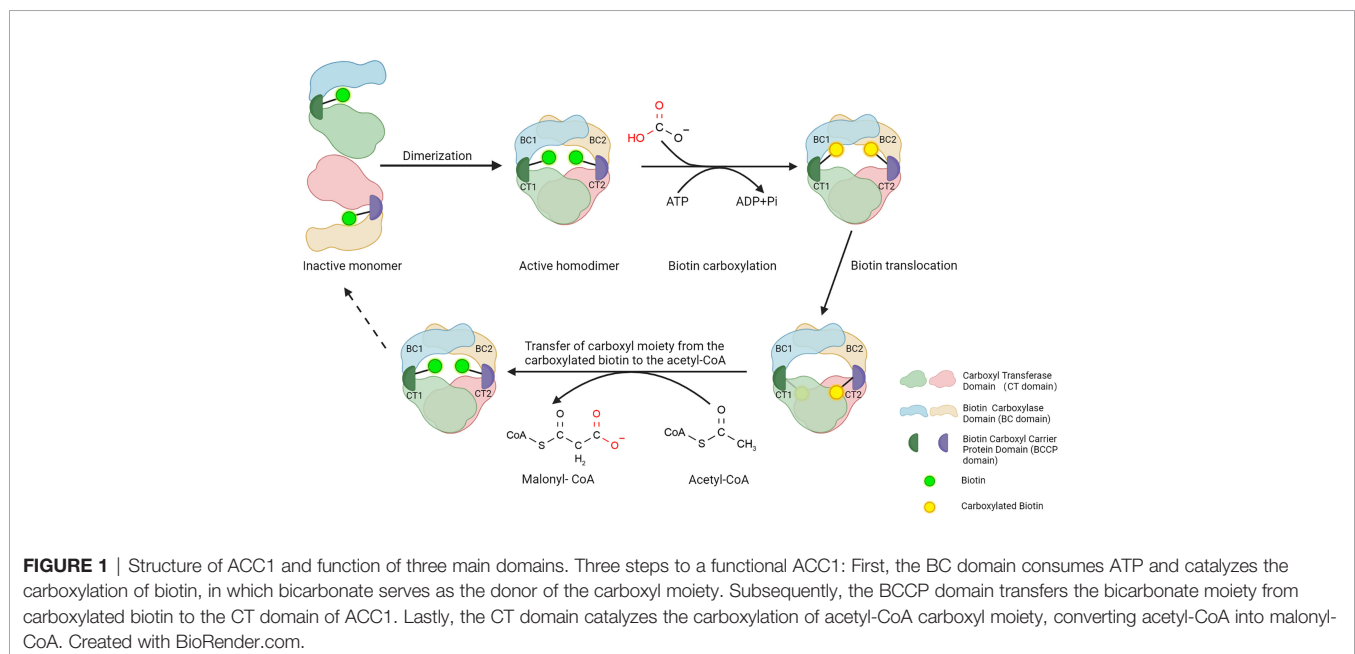 BC1
BC2
CT1
CT2
Dimerization
O
HO
C
O
–
ATP
ADP+Pi
BC1
BC2
CT1
CT2
Inactive monomer
Active homodimer
Biotin carboxylation
Biotin translocation
BC1
BC2
CT1
CT2
Transfer of carboxyl moiety from the
carboxylated biotin to the acetyl-CoA
BC1
BC2
CT1
CT2
O
O
CoA
S
C
C
C
O
–
H2
Malonyl- CoA
O
CoA
S
C
CH3
Acetyl-CoA
Carboxyl Transferase
Domain (CT domain)
Biotin Carboxylase
Domain (BC domain)
Biotin Carboxyl Carrier
Protein Domain (BCCP
domain)
Biotin
Carboxylated Biotin
FIGURE 1 | Structure of ACC1 and function of three main domains. Three steps to a functional ACC1: First, the BC domain consumes ATP and catalyzes the
carboxylation of biotin, in which bicarbonate serves as the donor of the carboxyl moiety. Subsequently, the BCCP domain transfers the bicarbonate moiety from
carboxylated biotin to the CT domain of ACC1. Lastly, the CT domain catalyzes the carboxylation of acetyl-CoA carboxyl moiety, converting acetyl-CoA into malonyl-
CoA. Created with BioRender.com.